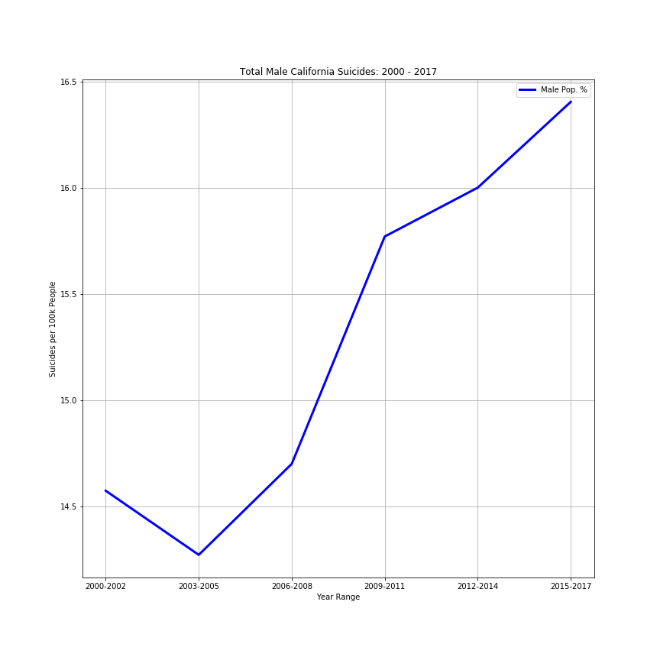 Total Male California Suicides: 2000 - 2017
Male Pop. %
16.5
16.0
15.5
15.0
14.5
Suicides per 100k People
2000-2002 2003-2005 2006-2008 2009-2011 2012-2014 2015-2017
Year Range